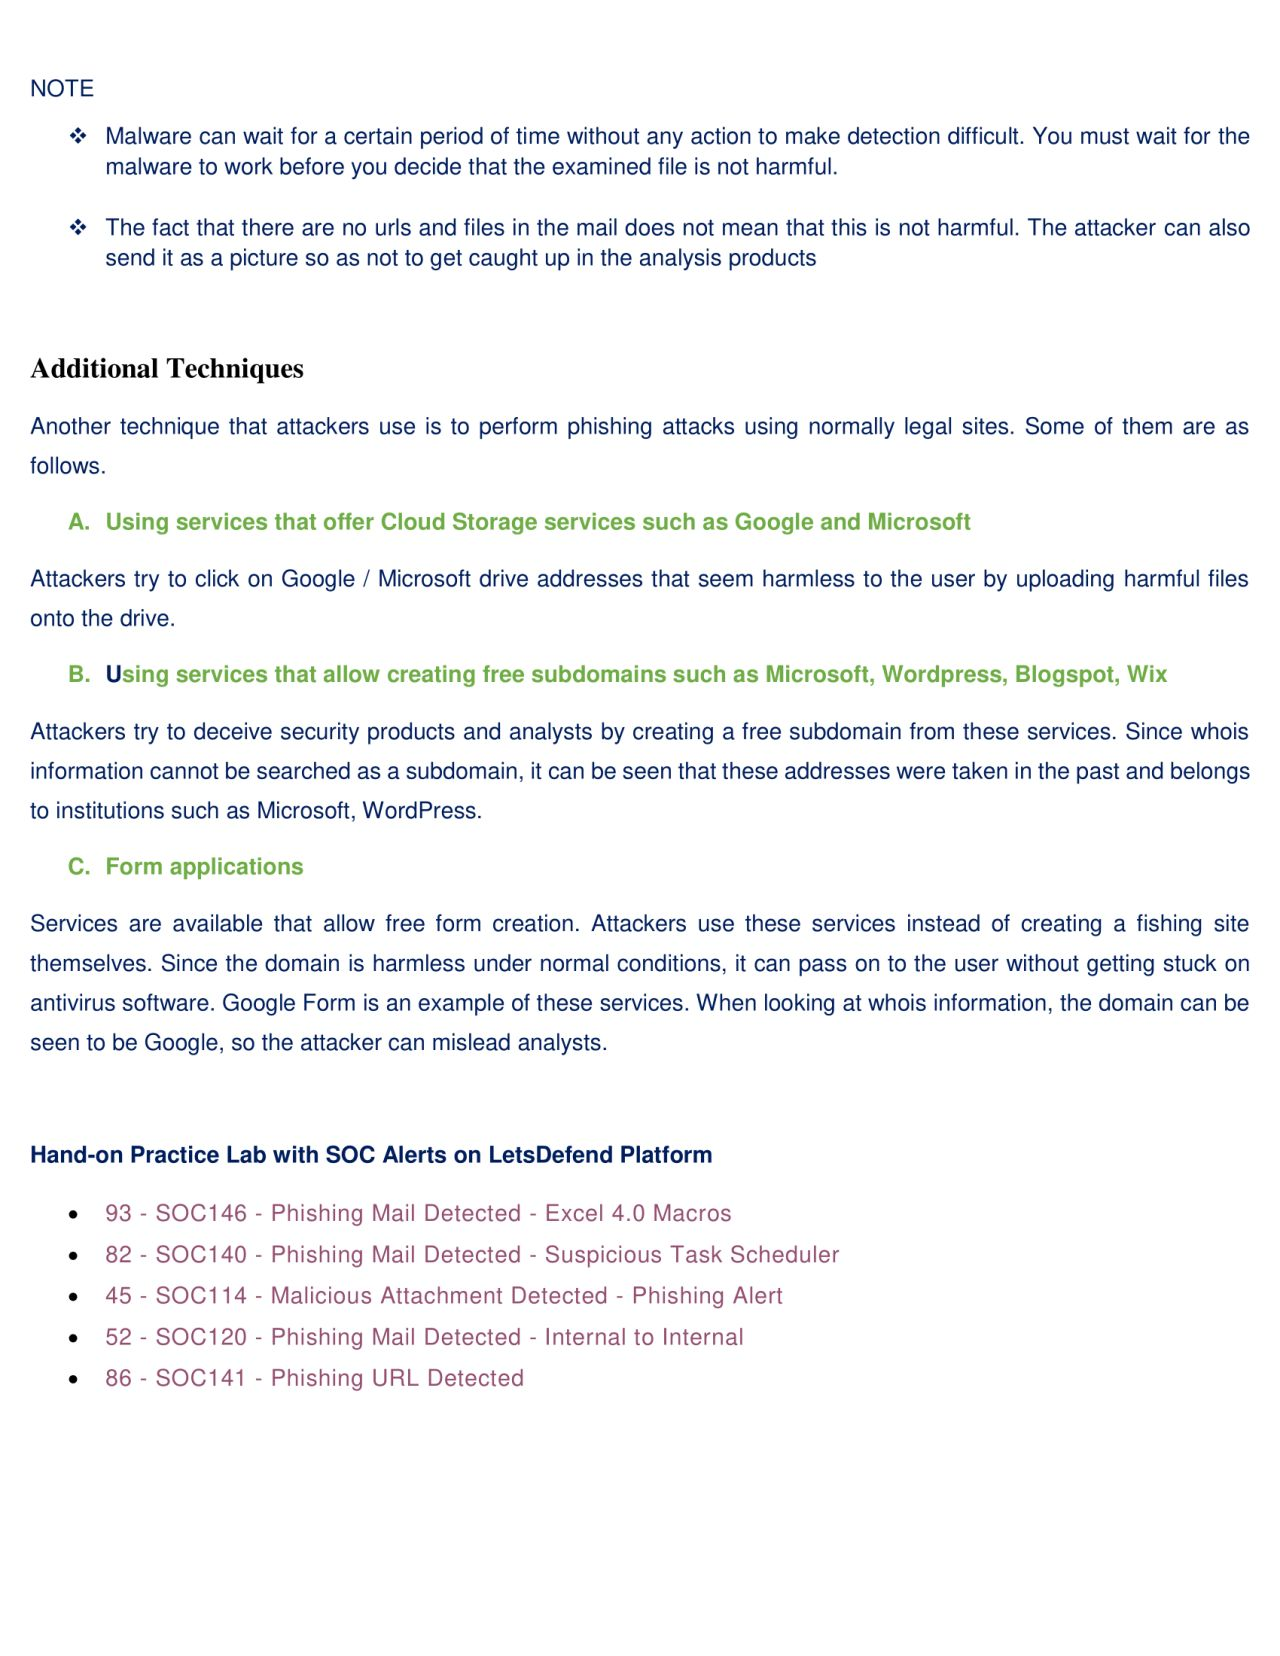 NOTE
❖ Malware can wait for a certain period of time without any action to make detection difficult. You must wait for the
malware to work before you decide that the examined file is not harmful.
❖ The fact that there are no urls and files in the mail does not mean that this is not harmful. The attacker can also
send it as a picture so as not to get caught up in the analysis products
Additional Techniques
Another technique that attackers use is to perform phishing attacks using normally legal sites. Some of them are as
follows.
A. Using services that offer Cloud Storage services such as Google and Microsoft
Attackers try to click on Google / Microsoft drive addresses that seem harmless to the user by uploading harmful files
onto the drive.
B. Using services that allow creating free subdomains such as Microsoft, Wordpress, Blogspot, Wix
Attackers try to deceive security products and analysts by creating a free subdomain from these services. Since whois
information cannot be searched as a subdomain, it can be seen that these addresses were taken in the past and belongs
to institutions such as Microsoft, WordPress.
C. Form applications
Services are available that allow free form creation. Attackers use these services instead of creating a fishing site
themselves. Since the domain is harmless under normal conditions, it can pass on to the user without getting stuck on
antivirus software. Google Form is an example of these services. When looking at whois information, the domain can be
seen to be Google, so the attacker can mislead analysts.
Hand-on Practice Lab with SOC Alerts on LetsDefend Platform
• 93 - SOC146 - Phishing Mail Detected - Excel 4.0 Macros
• 82 - SOC140 - Phishing Mail Detected - Suspicious Task Scheduler
• 45 - SOC114 - Malicious Attachment Detected - Phishing Alert
• 52 - SOC120 - Phishing Mail Detected - Internal to Internal
• 86 - SOC141 - Phishing URL Detected